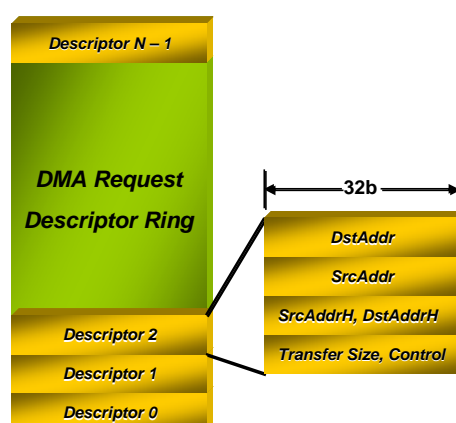 Descriptor N – 1
DMA Request
Descriptor Ring
Descriptor 2
Descriptor 1
Descriptor 0
32b
DstAddr
SrcAddr
SrcAddrH, DstAddrH
Transfer Size, Control